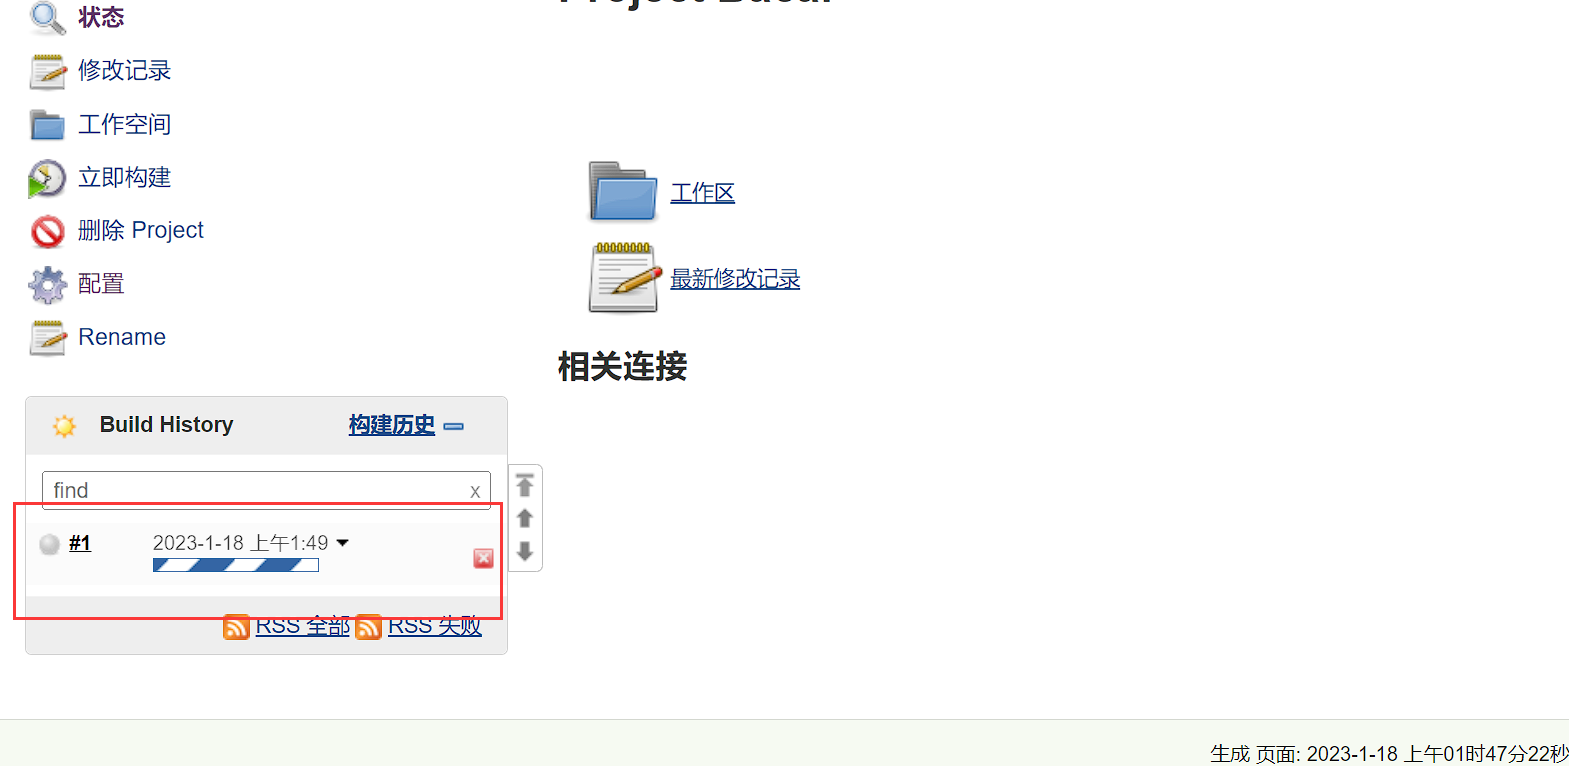 状态
修改记录
工作空间
立即构建
删除 Project
配置
Rename
Build History 构建历史
find x
#1 2023-1-18 上午1:49
RSS 全部 RSS 失败
Project
工作区
最新修改记录
相关连接
生成 页面: 2023-1-18 上午01时47分22秒